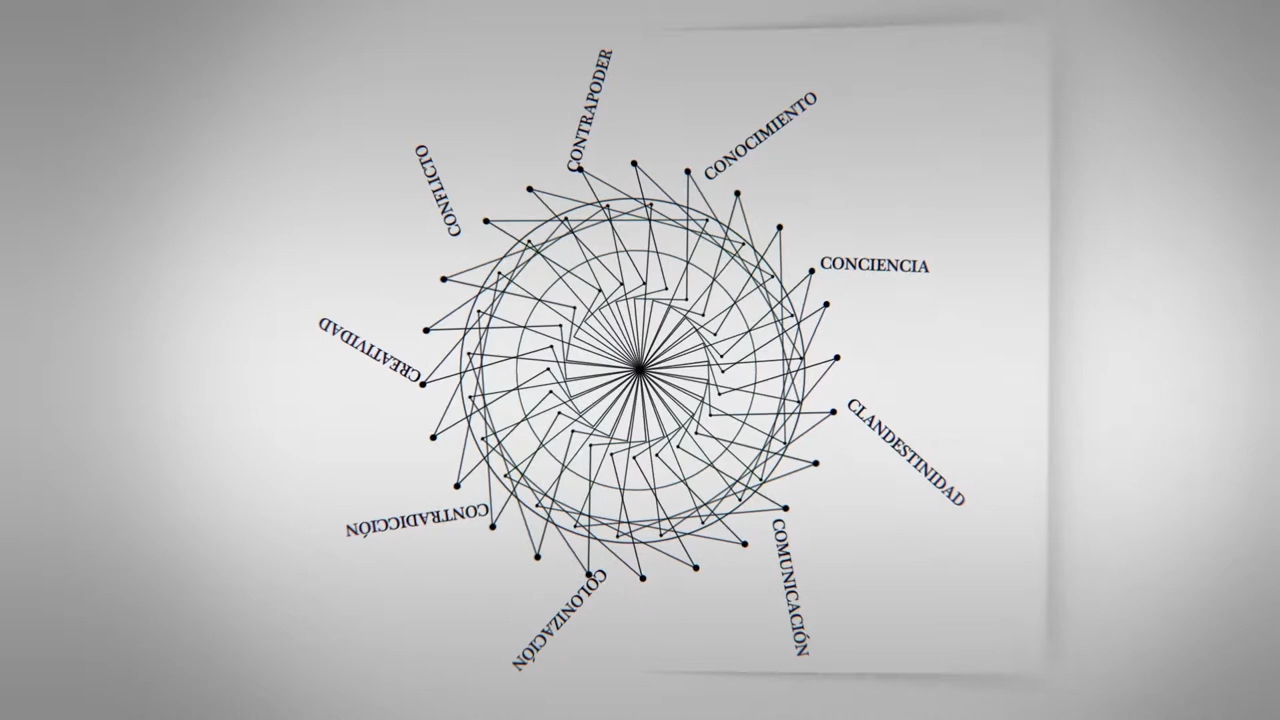 CONTRAPODER
CONOCIMIENTO
CONCIENCIA
CLANDESTINIDAD
COMUNICACIÓN
COLONIZACIÓN
CONTRADICCIÓN
CREATIVIDAD
CONFLICTO